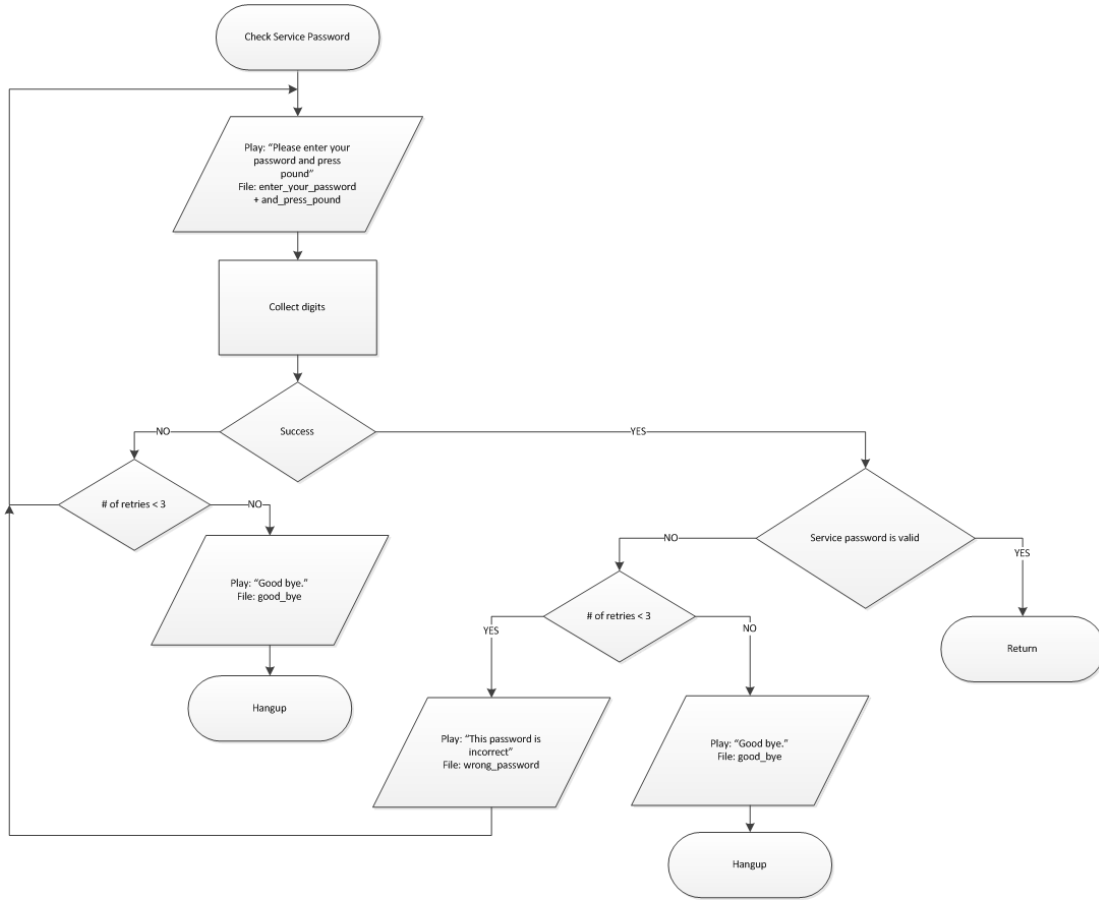 Check Service Password
Play: “Please enter your
password and press
pound”
File: enter_your_password
+ and_press_pound
Collect digits
Success
NO
YES
# of retries < 3
NO
Play: “Good bye.”
File: good_bye
Hangup
Service password is valid
NO
YES
# of retries < 3
YES
NO
Return
Play: “This password is
incorrect”
File: wrong_password
Play: “Good bye.”
File: good_bye
Hangup